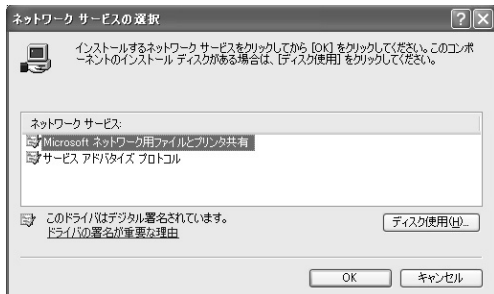 ネットワーク サービスの選択
インストールするネットワーク サービスをクリックしてから [OK] をクリックしてください。このコンポ
ーネントのインストール ディスクがある場合は、[ディスク使用] をクリックしてください。
ネットワーク サービス:
Microsoft ネットワーク用ファイルとプリンタ共有
サービス アドバタイズ プロトコル
このドライバはデジタル署名されています。
ディスク使用(H)...
ドライバの署名が重要な理由
OK
キャンセル